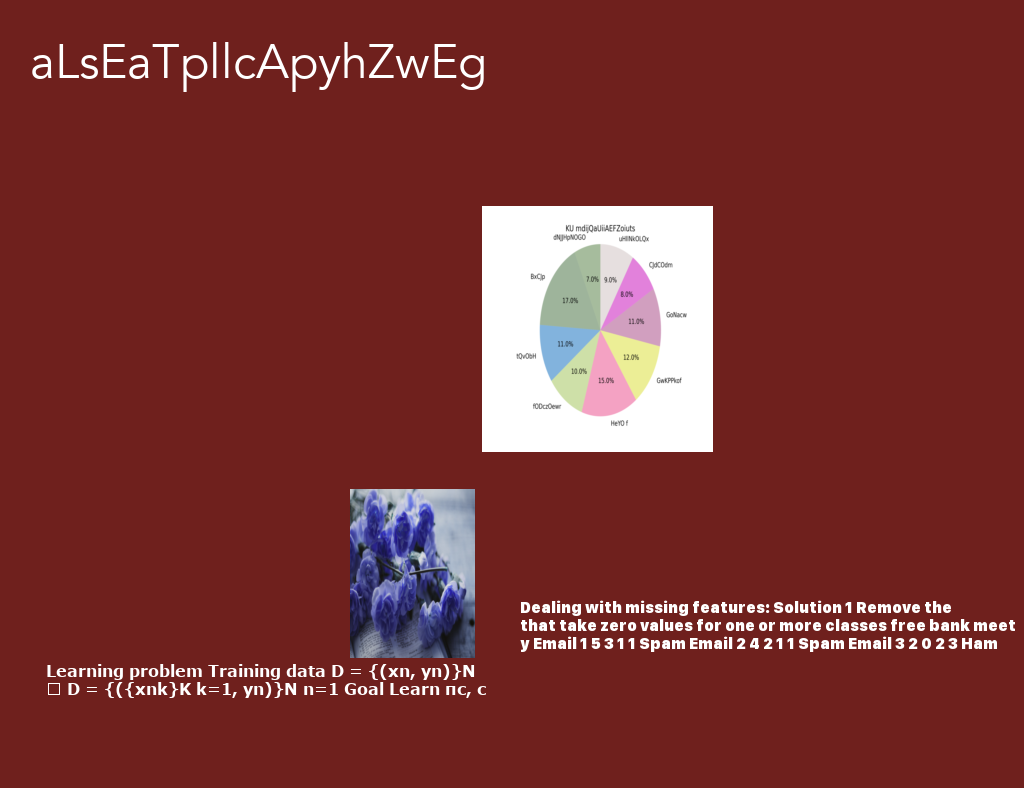 aLsEaTpllcApyhZwEg
KU mdijQaUiiAEFZoiuts
dNJJHpNOGO
uHIINkOLQx
CJdCOdm
BxCJp
7.0%
9.0%
8.0%
17.0%
11.0%
GoNacw
11.0%
12.0%
tQvObH
10.0%
15.0%
GwKPPkof
fODczOewr
HeYO f
Dealing with missing features: Solution 1 Remove the
that take zero values for one or more classes free bank meet
y Email 1 5 3 1 1 Spam Email 2 4 2 1 1 Spam Email 3 2 0 2 3 Ham
Learning problem Training data D = {(xn, yn)}N
D = {({xnk}K k=1, yn)}N n=1 Goal Learn πc, c